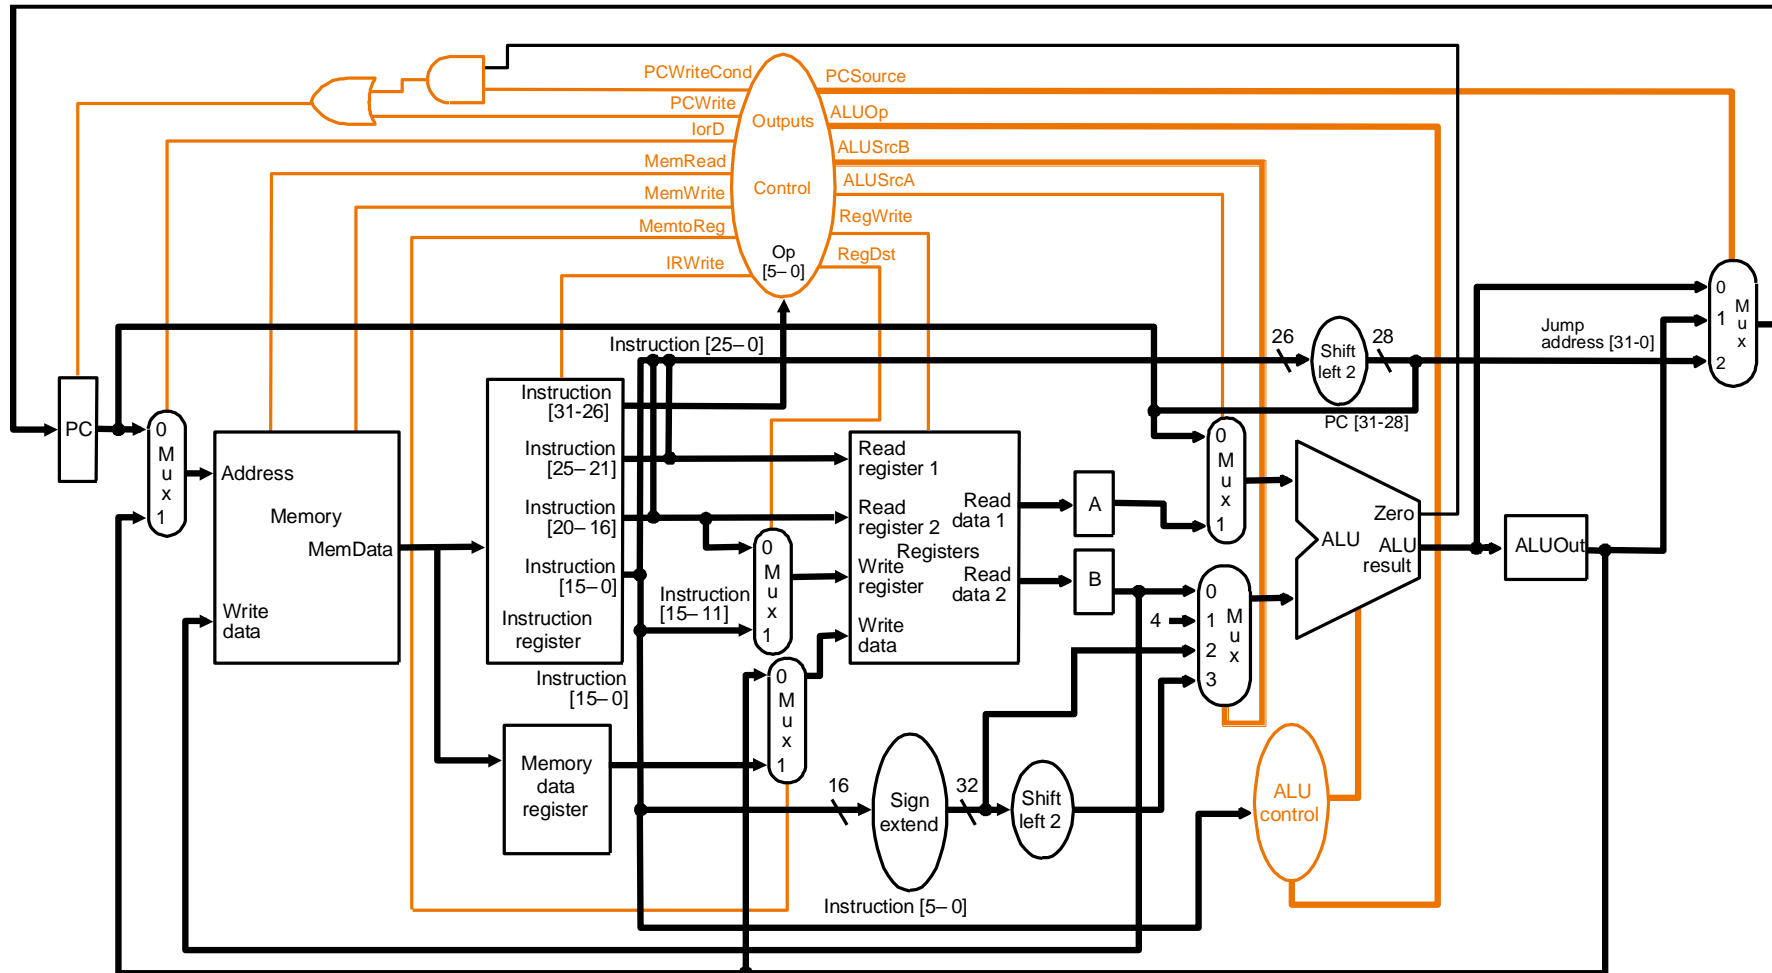 PCWriteCond
PCSource
PCWrite
ALUOp
Outputs
IorD
ALUSrcB
MemRead
ALUSrcA
Control
MemWrite
RegWrite
MemtoReg
Op
[5–0]
RegDst
IRWrite
0
1
2
M
u
x
Jump
address [31-0]
Instruction [25–0]
26
Shift
left 2
28
PC [31-28]
PC
0
M
u
x
1
Address
Memory
MemData
Write
data
Instruction
[31-26]
Instruction
[25–21]
Instruction
[20–16]
Instruction
[15–0]
Instruction
register
Instruction
[15–0]
Instruction
[15–11]
0
M
u
x
1
Read
register 1
Read
register 2
Registers
Write
register
Write
data
Read
data 1
Read
data 2
A
B
0
M
u
x
1
4
0
1
2
3
M
u
x
Zero
ALU
ALU
result
ALUOut
0
M
u
x
1
Memory
data
register
16
Sign
extend
32
Shift
left 2
ALU
control
Instruction [5–0]